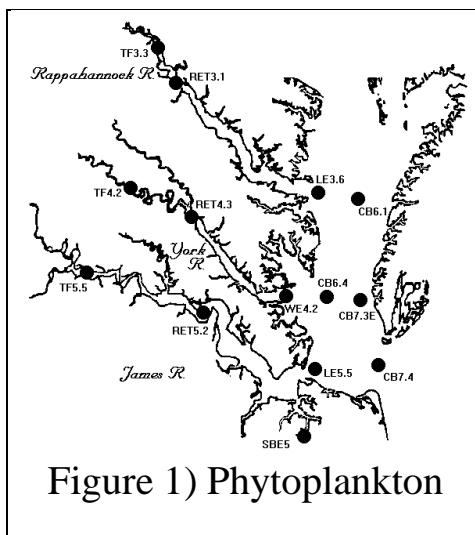 TF3.3
Rappahannock R.
RET3.1
TF4.2
RET4.3
LE3.6
CB6.1
York
R.
TF5.5
RET5.2
WE4.2
CB6.4
CB7.3E
James R.
LE5.5
CB7.4
SBE5
Figure 1) Phytoplankton